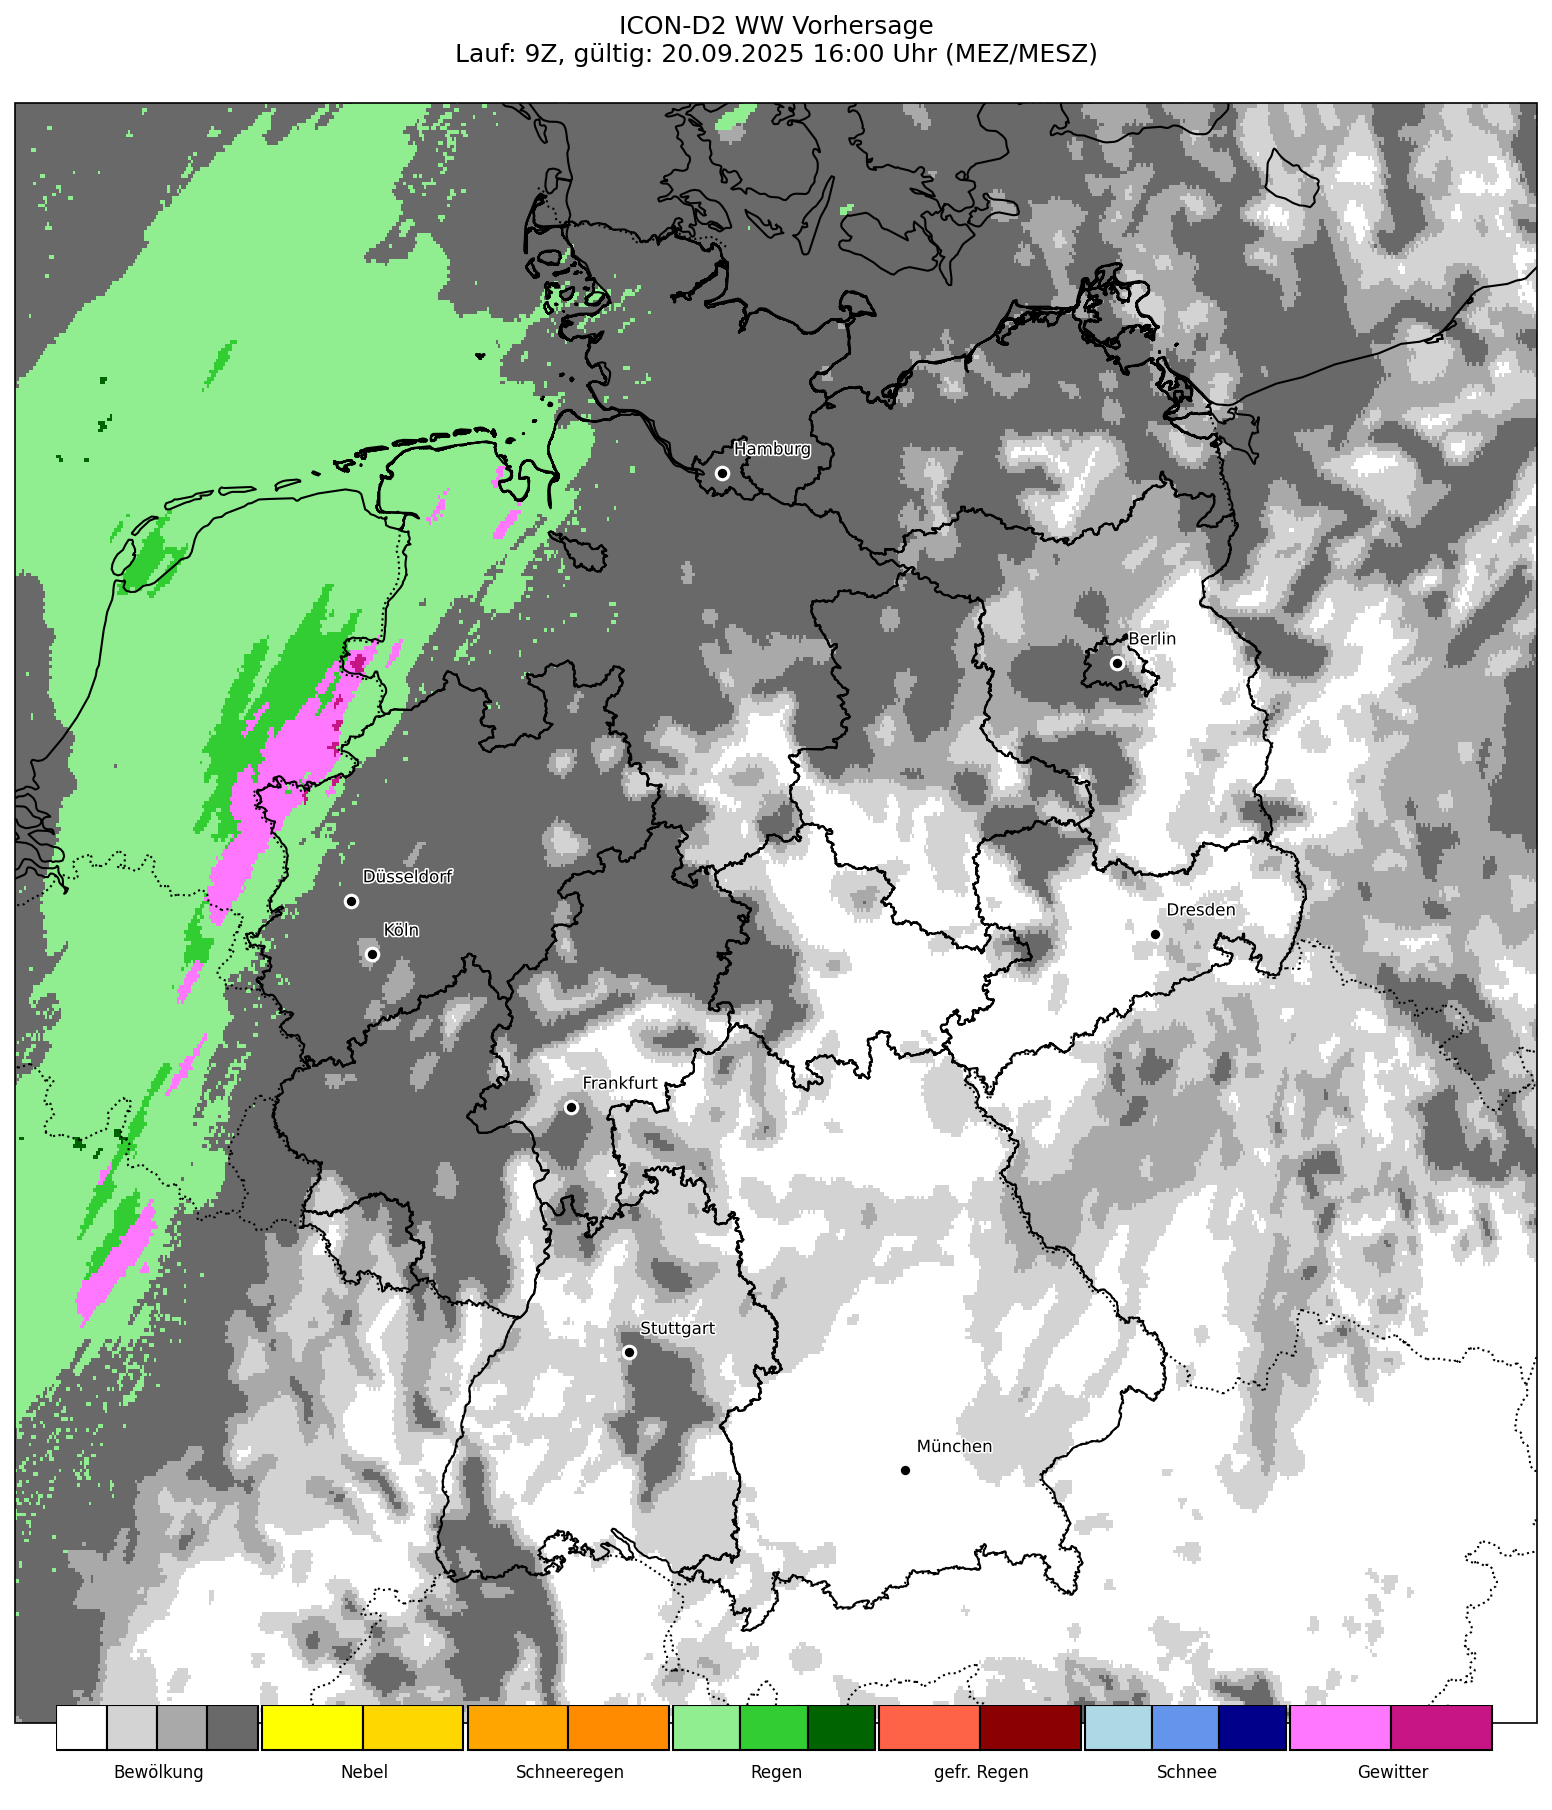 ICON-D2 WW Vorhersage
Lauf: 9Z, gültig: 20.09.2025 16:00 Uhr (MEZ/MESZ)
Hamburg
Berlin
Düsseldorf
Dresden
Köln
Frankfurt
Stuttgart
München
Bewölkung Nebel Schneeregen Regen gefr. Regen Schnee Gewitter